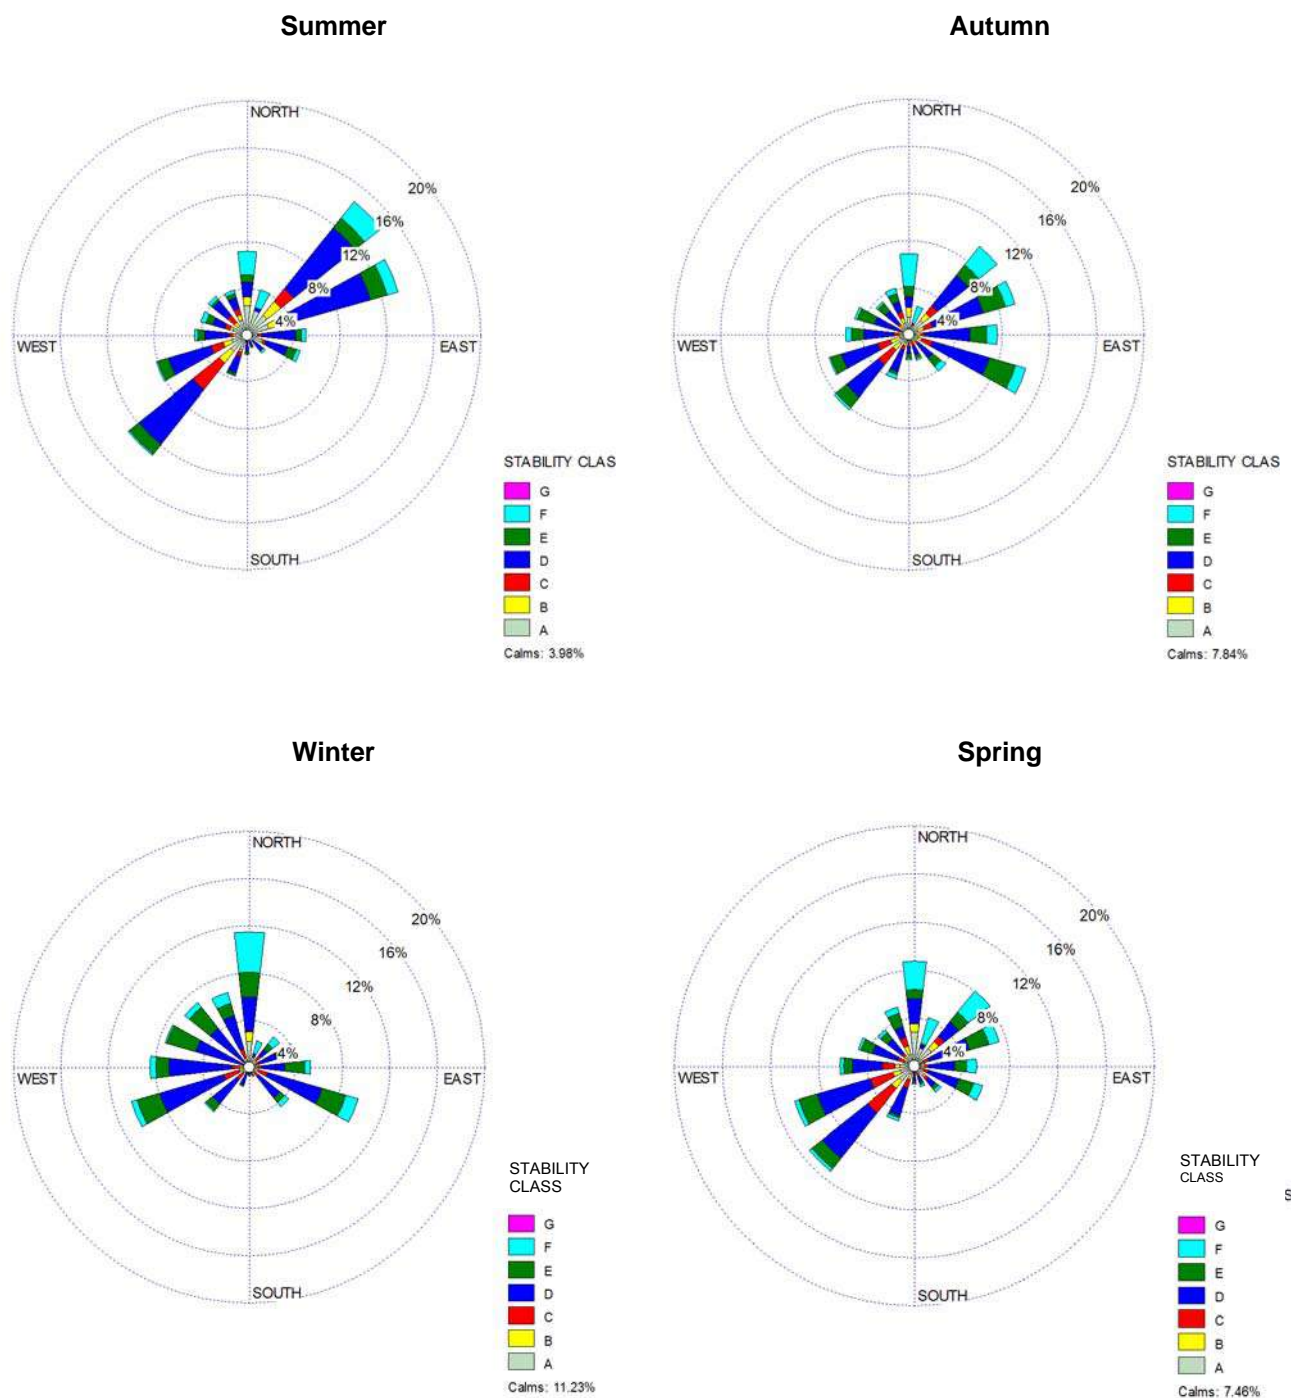 Summer
NORTH
20%
16%
12%
8%
4%
WEST
EAST
SOUTH
STABILITY CLAS
G
F
E
D
C
B
A
Calms: 3.98%
Autumn
NORTH
20%
16%
12%
8%
4%
WEST
EAST
SOUTH
STABILITY CLAS
G
F
E
D
C
B
A
Calms: 7.84%
Winter
NORTH
20%
16%
12%
8%
4%
WEST
EAST
SOUTH
STABILITY
CLASS
G
F
E
D
C
B
A
Calms: 11.23%
Spring
NORTH
20%
16%
12%
8%
4%
WEST
EAST
SOUTH
STABILITY
CLASS
G
F
E
D
C
B
A
Calms: 7.46%